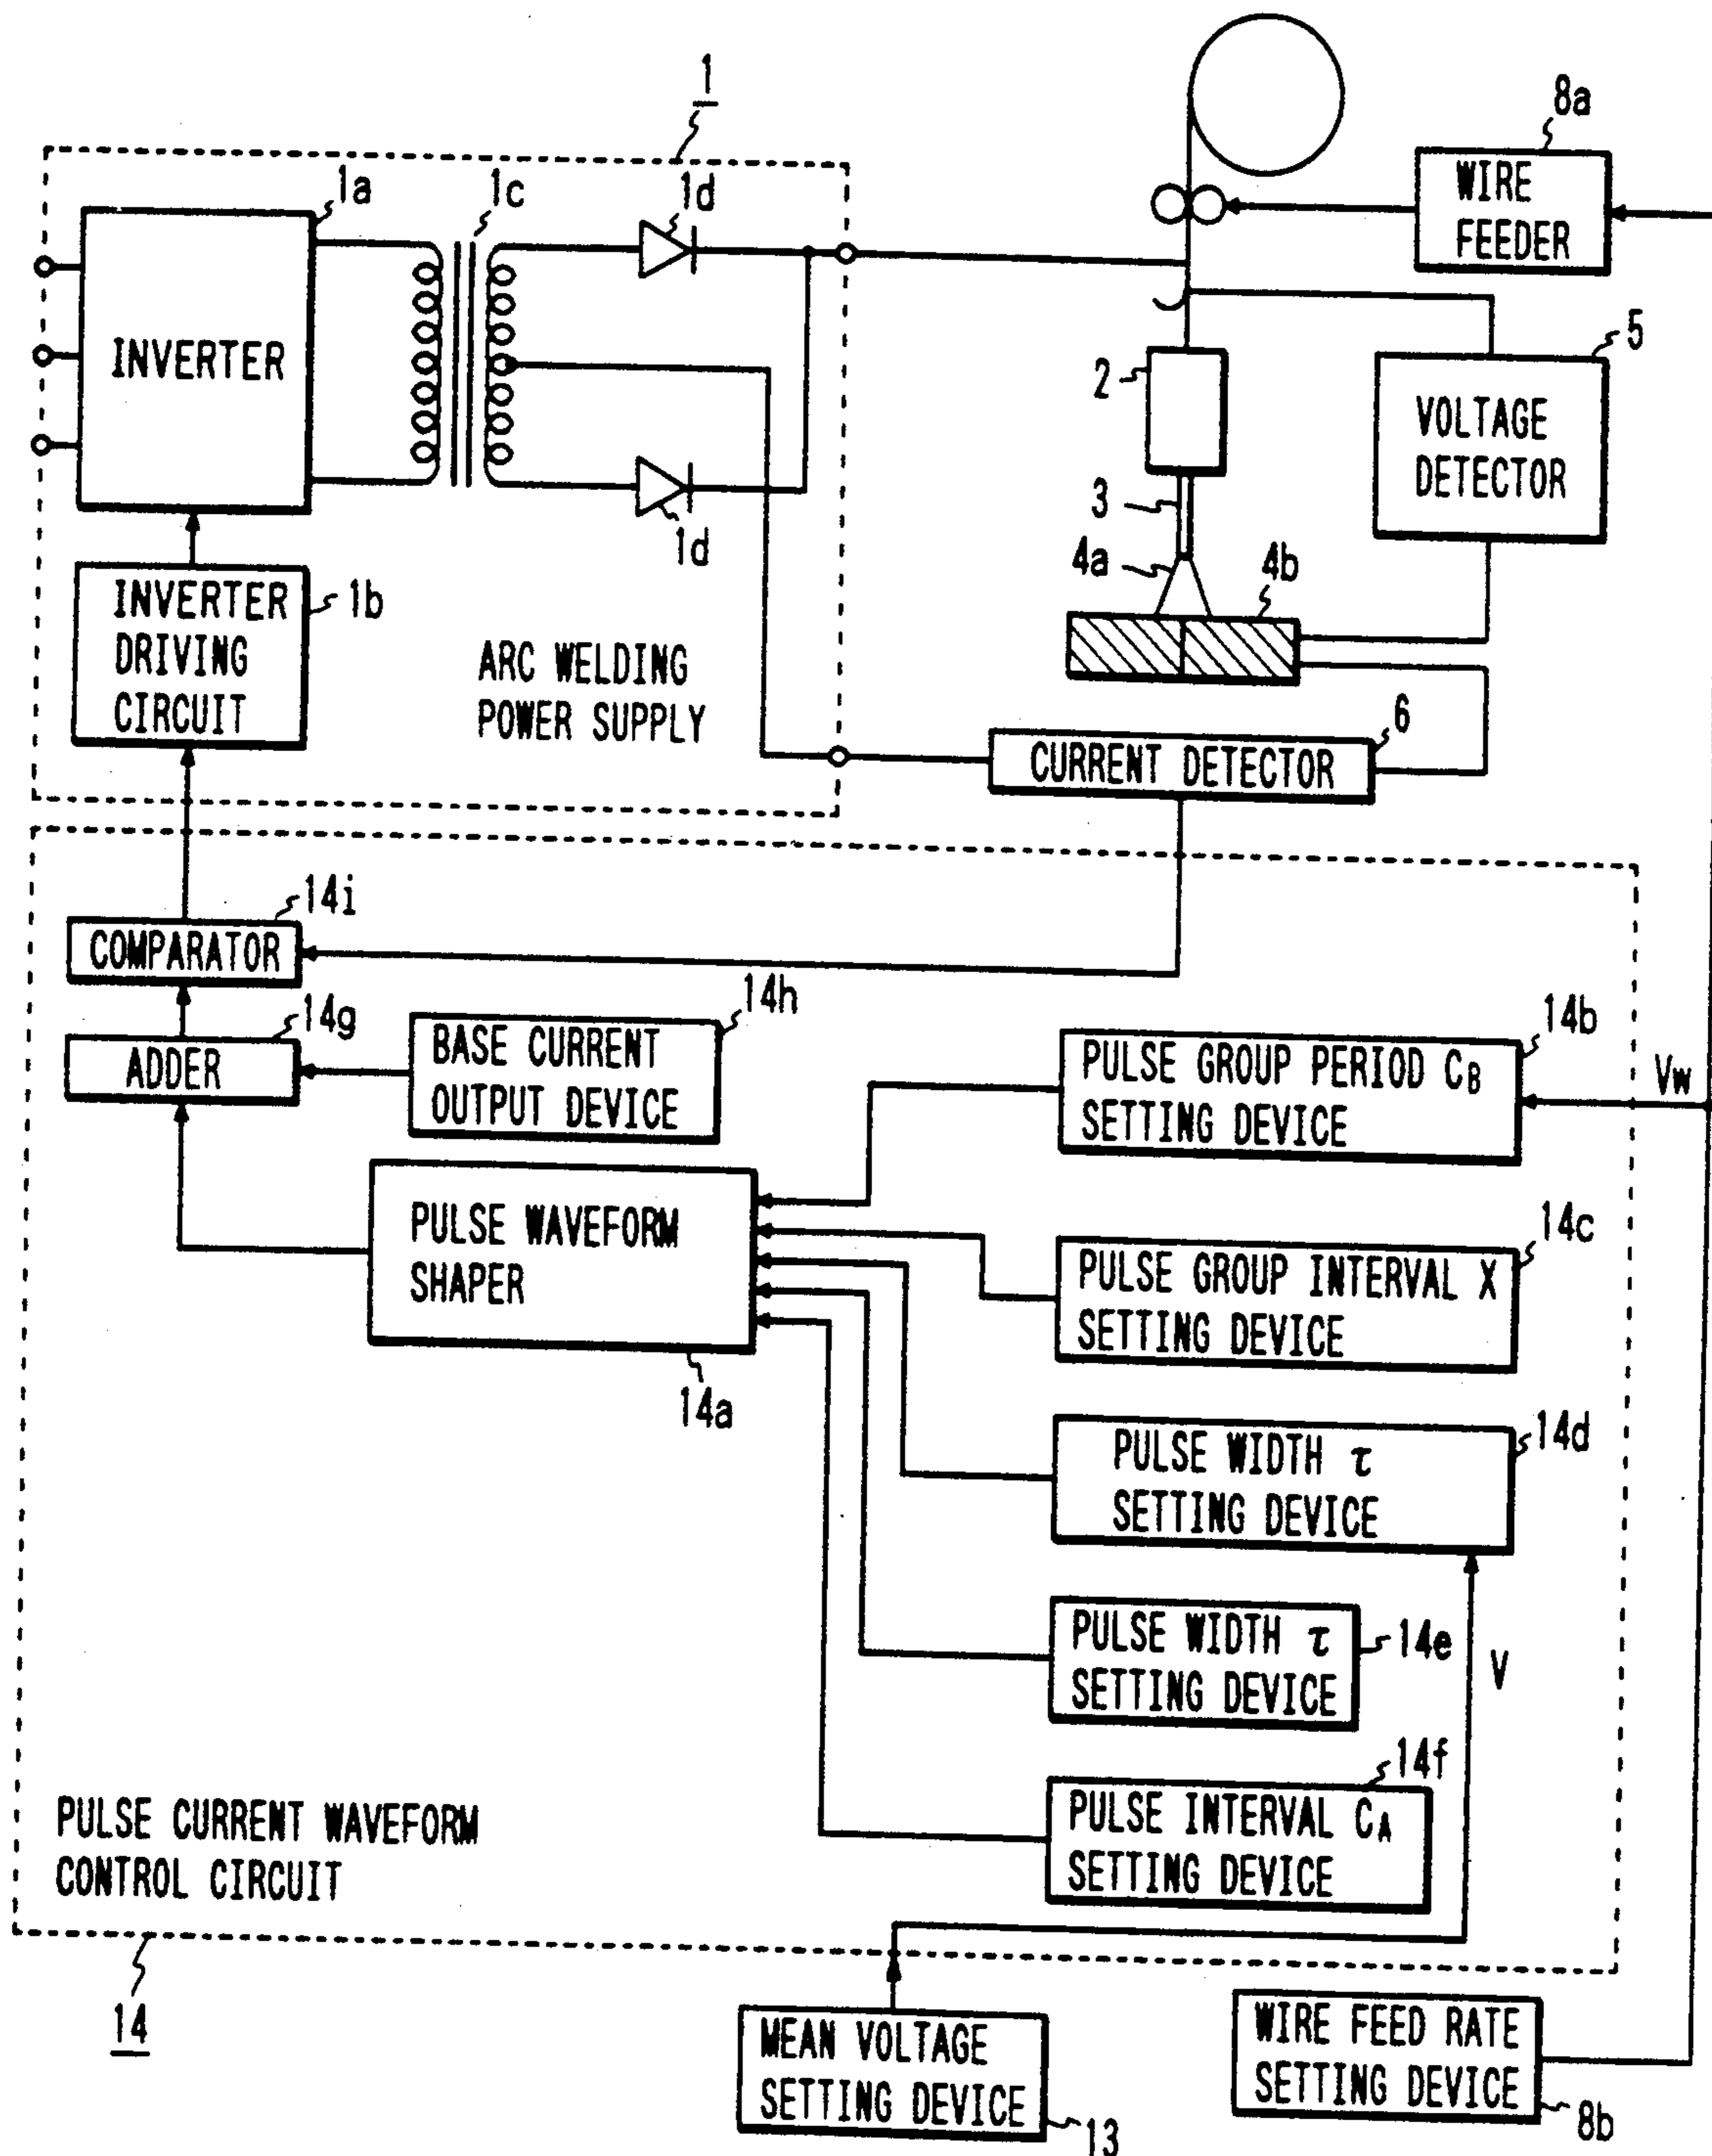 1
8a
WIRE
FEEDER
1a
1c
1d
INVERTER
2
5
VOLTAGE
DETECTOR
3
1d
4a
4b
INVERTER
DRIVING
CIRCUIT
1b
ARC WELDING
POWER SUPPLY
6
CURRENT DETECTOR
14i
COMPARATOR
14g
ADDER
14h
BASE CURRENT
OUTPUT DEVICE
14b
PULSE GROUP PERIOD CB
SETTING DEVICE
VW
PULSE WAVEFORM
SHAPER
14a
14c
PULSE GROUP INTERVAL X
SETTING DEVICE
14d
PULSE WIDTH τ
SETTING DEVICE
14e
PULSE WIDTH τ
SETTING DEVICE
V
14f
PULSE INTERVAL CA
SETTING DEVICE
PULSE CURRENT WAVEFORM
CONTROL CIRCUIT
14
MEAN VOLTAGE
SETTING DEVICE
13
WIRE FEED RATE
SETTING DEVICE
8b